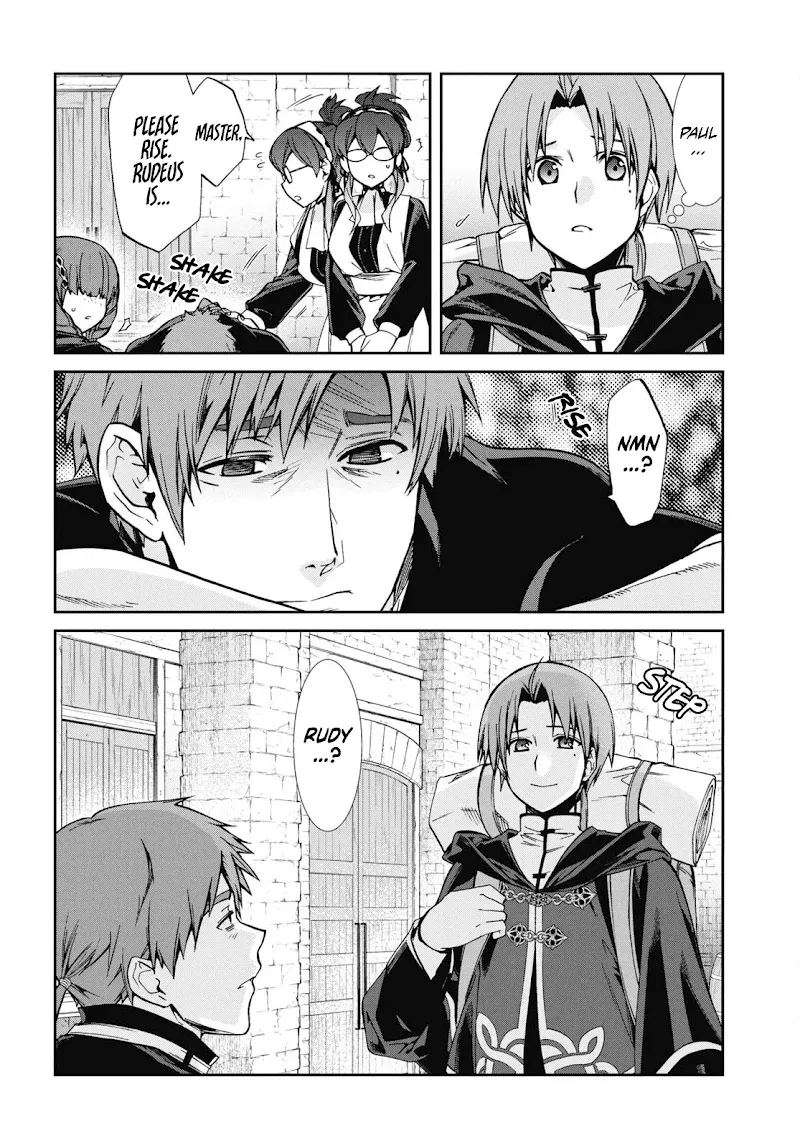 PAUL
...
MASTER.
PLEASE
RISE.
RUDEUS
IS...
SHAKE
SHAKE
RISE
NMN
...?
STEP
RUDY
...?